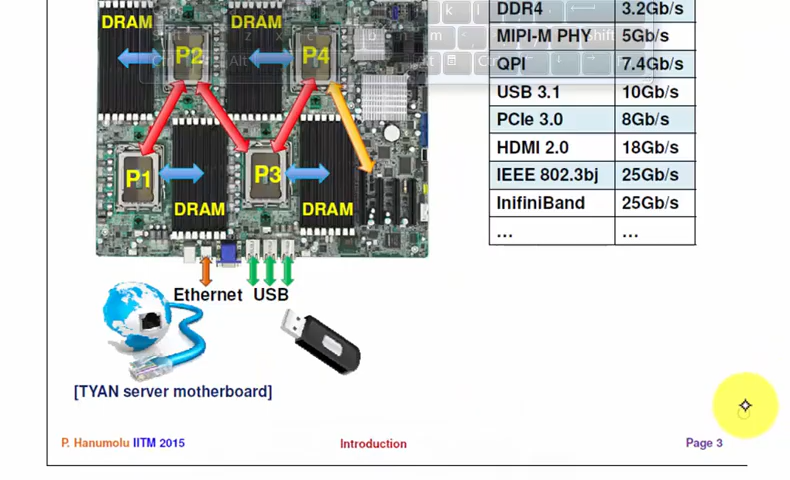 DRAM
DRAM
P2
P4
P1
P3
DRAM
DRAM
Ethernet USB
[TYAN server motherboard]
DDR4 3.2Gb/s
MIPI-M PHY 5Gb/s
QPI 7.4Gb/s
USB 3.1 10Gb/s
PCIe 3.0 8Gb/s
HDMI 2.0 18Gb/s
IEEE 802.3bj 25Gb/s
InifiniBand 25Gb/s
... ...
P. Hanumolu IITM 2015
Introduction
Page 3